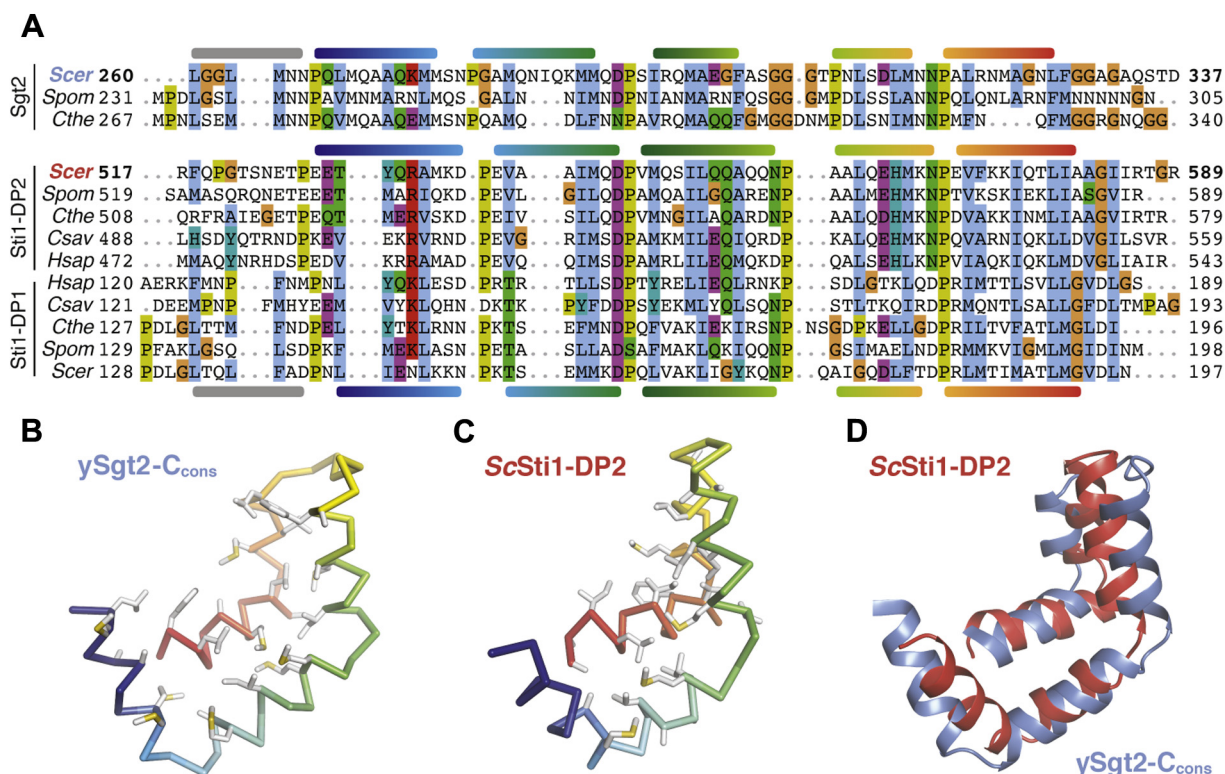 A
Sgt2
Scer 260 ....LGGL...MNNPQLMQAAQKMMSNPGAMQNIQKMMQDPSIRQMAEGFASGG.GTPNLSDLMNNPALRNMAGNLFGGAGAQSTD 337
Spom 231 .MPDLGSL...MNNPAVMNMARNLMQS.GALN...NIMNDPNIANMARNFQSGG.GMPDLSSLANNPQLQNLARNFMNNNNNGN.. 305
Cthe 267 .MPNLSEM...MNNPQVMQAAQEMMSNPQAMQ...DLFNNPAVRQMAQQFGMGGDNMPDLSNIMNNPMFN.....QFMGGRGNQGG. 340
Sti1-DP2
Scer 517 ...RFQPGTSNETPEET...YQRAMKD.PEVA..AIMQDPVMQSILQQAQQNP...AALQEHMKNPEVFKKIQTLIAAGIIRTGR 589
Spom 519 ..SAMASQRQNETEEET...MARIQKD.PEVL..GILQDPAMQAIGQARENP...AALMEHMKNPTVKSKIEKLIASGVIR... 589
Cthe 508 ...QRFRAIEGETPEQT...MERVSKD.PEIV..SILQDPVMNGILAQARDNP...AALQDHMKNPDVAKKINMLIAAGVIRTR. 579
Csav 488 ...LHSDYQTRNDPKEV...EKRVRND.PEVG..RIMSDPAMKMILEQIQRDP...KALQEHMKNPQVARNIQKLLDVGILSVR. 559
Hsap 472 ...MMAQYNRHDSPEDV...KRRAMAD.PEVQ..QIMSDPAMRLILEQMQKDP...QALSEHLKNPVIAQKIQKLMDVGLIAIR. 543
Sti1-DP1
Hsap 120 AERKFMNP..FNMPNL...YQKLESD.PRTR..TLLSDPTYRELIEQLRNKP...SDLGTKLQDPRIMTTLSVLLGVDLGS... 189
Csav 121 .DEEMPNP..FMHYEEM..VYYLQHN.DKTK..PYFDDPSYEKMLYQLSQNP...STTTKQIRDPRMQNTLSALLGFDLTMPAG 193
Cthe 127 PDLGLTTM...FNDPEL...YTKLRNN.PKTS..EFMNDPQFVAKIEKIRSNP.NSGDPKELLGDPRILTVFATLMGLDI.... 196
Spom 129 PFALGSQ...LSDPKF...MEKLASN.PETA..SLLADSAFMAKLQKIQQNP...GSIMAELNDPRMMKVIGMLMGIDINM... 198
Scer 128 PDLGLTQL...FADPNL...IENLKKN.PKTS..EMMKDPQLVAKLIGYKQNP..QAIGQDLFTDPRLMTIMATLMGVDLN... 197
B
ySgt2-Ccons
C
ScSti1-DP2
D
ScSti1-DP2
ySgt2-Ccons